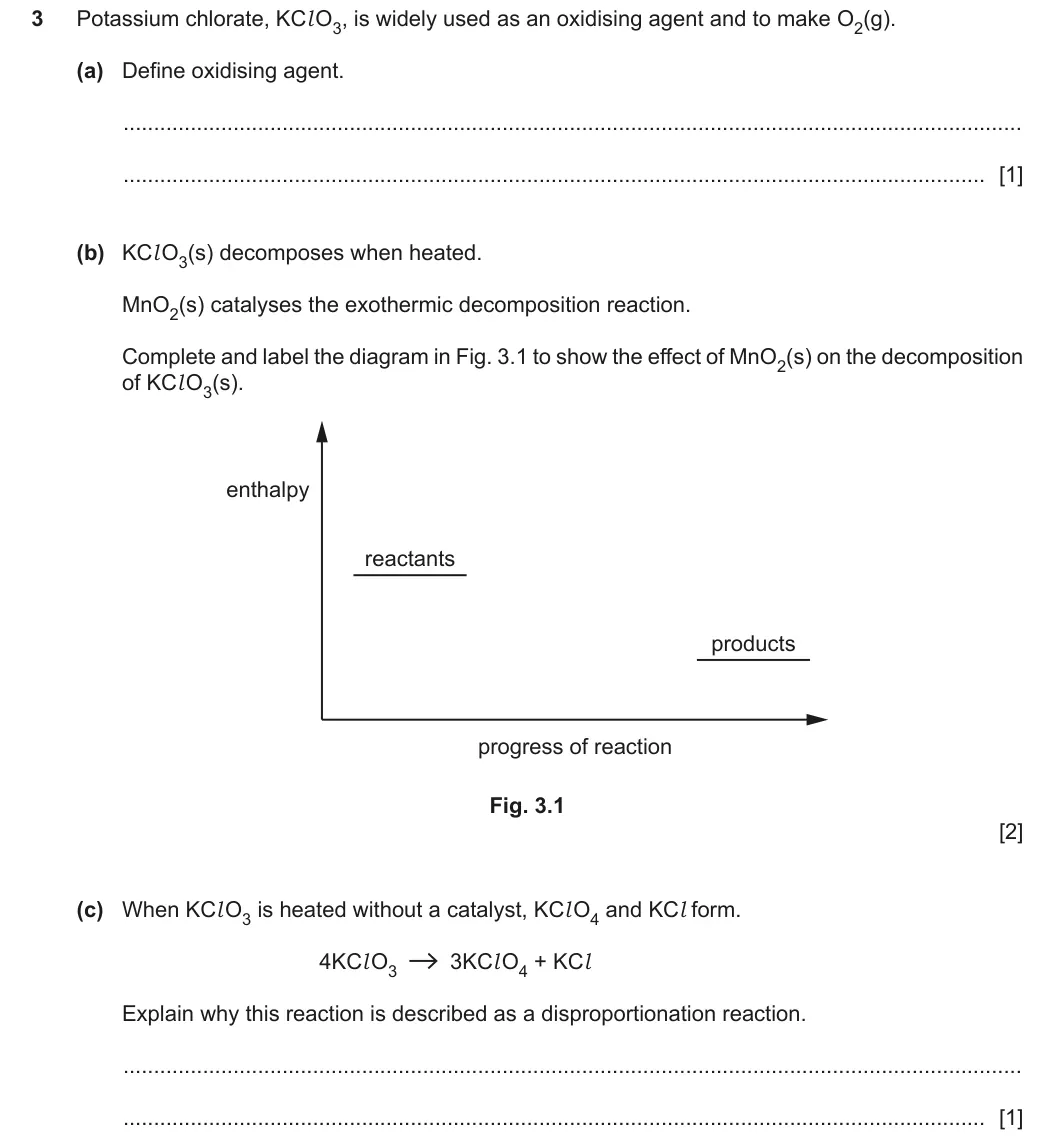 3 Potassium chlorate, KClO3, is widely used as an oxidising agent and to make O2(g).
(a) Define oxidising agent.
..........................................................................................................................................................
.................................................................................................................................................... [1]
(b) KClO3(s) decomposes when heated.
MnO2(s) catalyses the exothermic decomposition reaction.
Complete and label the diagram in Fig. 3.1 to show the effect of MnO2(s) on the decomposition
of KClO3(s).
enthalpy
reactants
products
progress of reaction
Fig. 3.1
[2]
(c) When KClO3 is heated without a catalyst, KClO4 and KCl form.
4KClO3 → 3KClO4 + KCl
Explain why this reaction is described as a disproportionation reaction.
..........................................................................................................................................................
.................................................................................................................................................... [1]